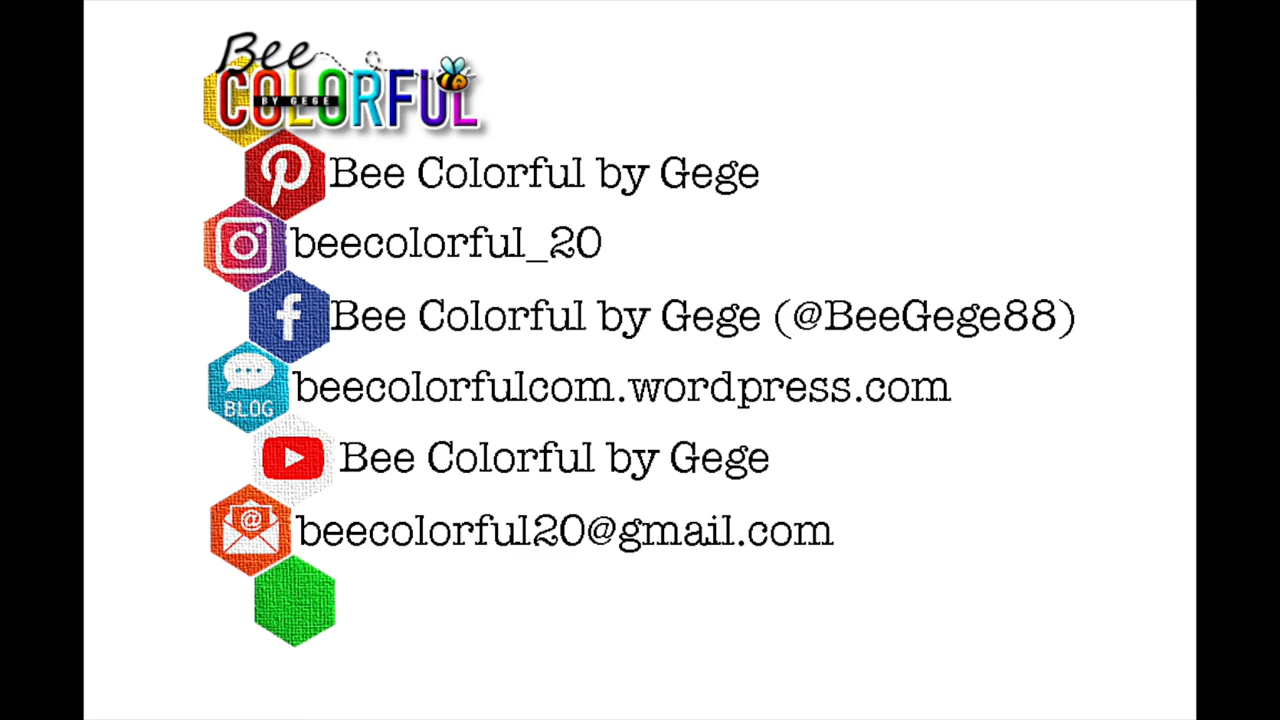 Bee
COLORFUL
BY GEGE
Bee Colorful by Gege
beecolorful_20
Bee Colorful by Gege (@BeeGege88)
beecolorfulcom.wordpress.com
BLOG
Bee Colorful by Gege
beecolorful20@gmail.com